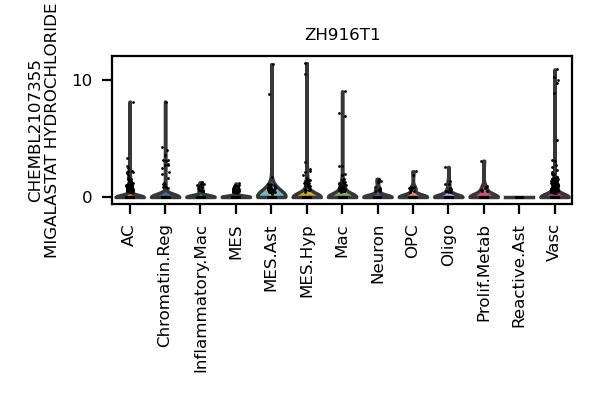 ZH916T1
CHEMBL2107355
MIGALASTAT HYDROCHLORIDE
10
0
AC
Chromatin.Reg
Inflammatory.Mac
MES
MES.Ast
MES.Hyp
Mac
Neuron
OPC
Oligo
Prolif.Metab
Reactive.Ast
Vasc